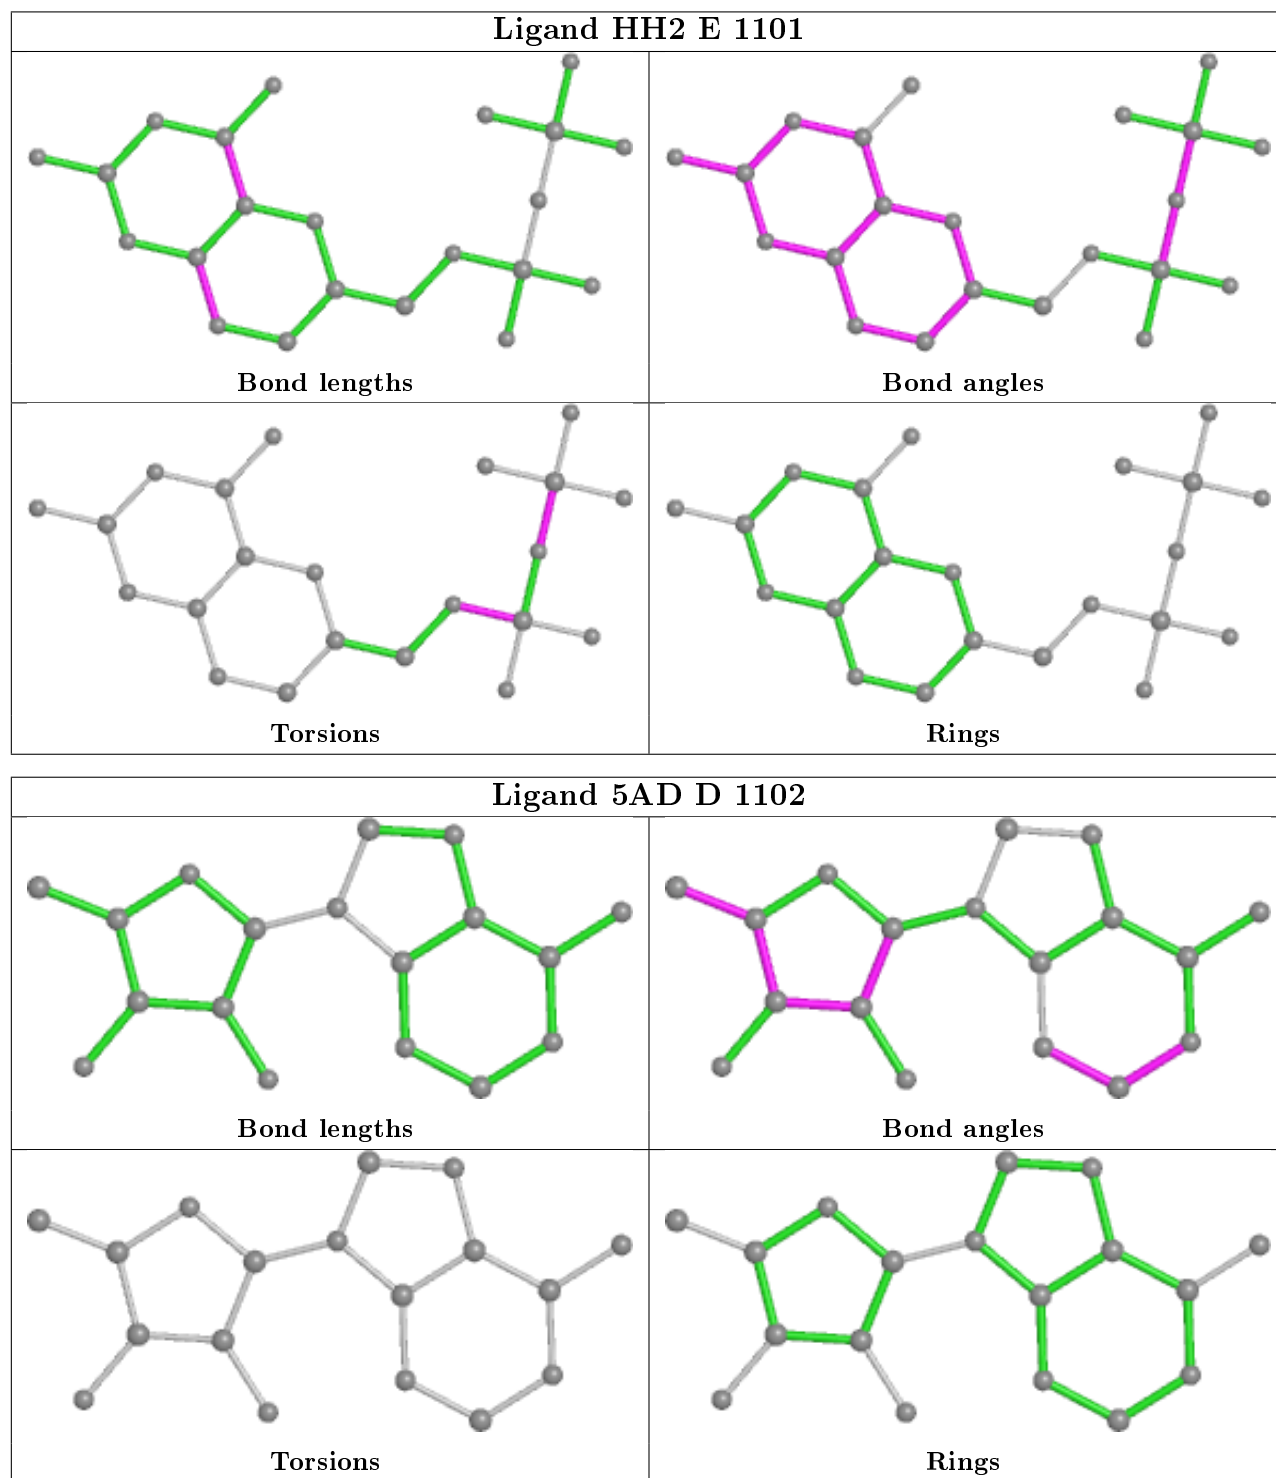 Ligand HH2 E 1101
Bond lengths
Bond angles
Torsions
Rings
Ligand 5AD D 1102
Bond lengths
Bond angles
Torsions
Rings